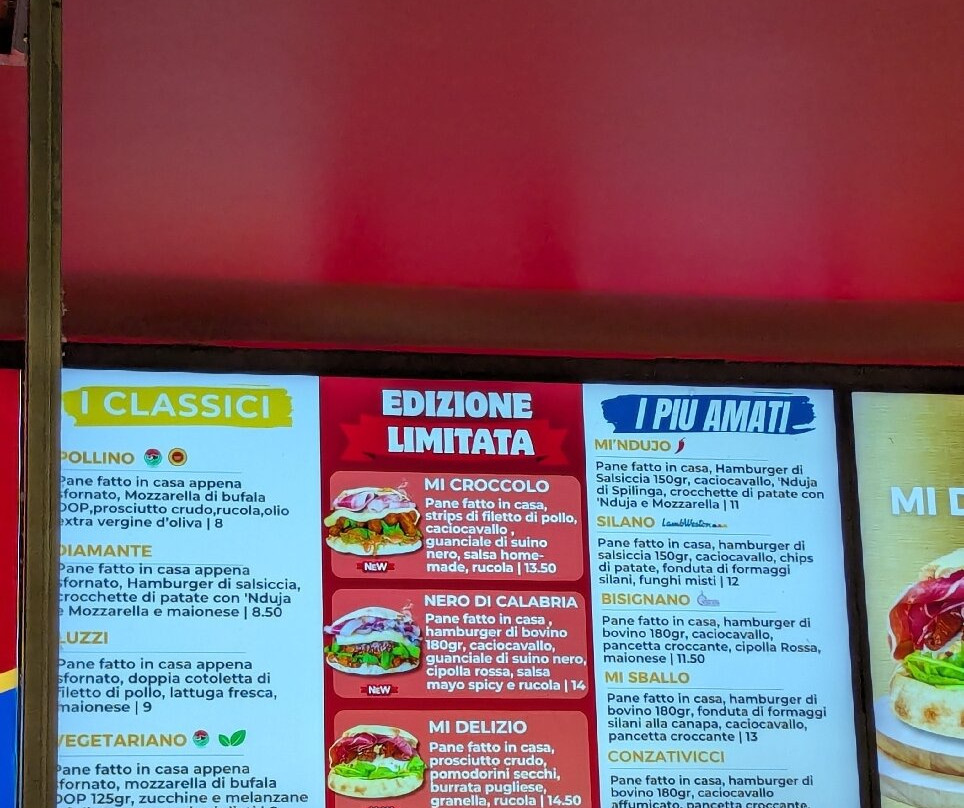 I CLASSICI
POLLINO
Pane fatto in casa appena
sfornato, Mozzarella di bufala
DOP,prosciutto crudo,rucola,olio
extra vergine d'oliva | 8
DIAMANTE
Pane fatto in casa appena
sfornato, Hamburger di salsiccia,
crocchette di patate con 'Nduja
e Mozzarella e maionese | 8.50
LUZZI
Pane fatto in casa appena
sfornato, doppia cotoletta di
filetto di pollo, lattuga fresca,
maionese | 9
VEGETARIANO
Pane fatto in casa appena
sfornato, mozzarella di bufala
DOP 125gr, zucchine e melanzane
EDIZIONE
LIMITATA
MI CROCCOLO
Pane fatto in casa,
strips di filetto di pollo,
caciocavallo ,
guanciale di suino
nero, salsa home-
made, rucola | 13.50
NEW
NERO DI CALABRIA
Pane fatto in casa ,
hamburger di bovino
180gr, caciocavallo,
guanciale di suino nero,
cipolla rossa, salsa
mayo spicy e rucola | 14
NEW
MI DELIZIO
Pane fatto in casa,
prosciutto crudo,
pomodorini secchi,
burrata pugliese,
granella, rucola | 14.50
I PIU AMATI
MI'NDUJO
Pane fatto in casa, Hamburger di
Salsiccia 150gr, caciocavallo, 'Nduja
di Spilinga, crocchette di patate con
'Nduja e Mozzarella | 11
SILANO LambWeston
Pane fatto in casa, hamburger di
salsiccia 150gr, caciocavallo, chips
di patate, fonduta di formaggi
silani, funghi misti | 12
BISIGNANO
Pane fatto in casa, hamburger di
bovino 180gr, caciocavallo,
pancetta croccante, cipolla Rossa,
maionese | 11.50
MI SBALLO
Pane fatto in casa, hamburger di
bovino 180gr, fonduta di formaggi
silani alla canapa, caciocavallo,
pancetta croccante | 13
CONZATIVICCI
Pane fatto in casa, hamburger di
bovino 180gr, caciocavallo
affumicato, pancetta croccante,
MI D